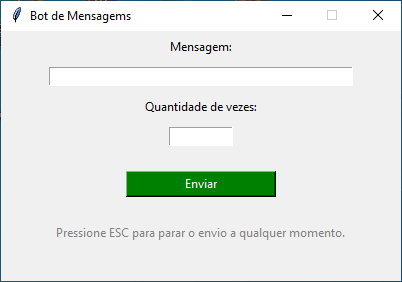 Bot de Mensagems
Mensagem:
Quantidade de vezes:
Enviar
Pressione ESC para parar o envio a qualquer momento.